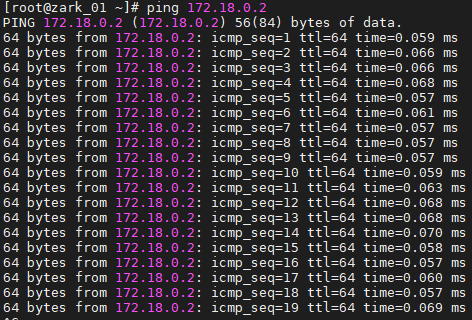 [root@zark_01 ~]# ping 172.18.0.2
PING 172.18.0.2 (172.18.0.2) 56(84) bytes of data.
64 bytes from 172.18.0.2: icmp_seq=1 ttl=64 time=0.059 ms
64 bytes from 172.18.0.2: icmp_seq=2 ttl=64 time=0.066 ms
64 bytes from 172.18.0.2: icmp_seq=3 ttl=64 time=0.066 ms
64 bytes from 172.18.0.2: icmp_seq=4 ttl=64 time=0.068 ms
64 bytes from 172.18.0.2: icmp_seq=5 ttl=64 time=0.057 ms
64 bytes from 172.18.0.2: icmp_seq=6 ttl=64 time=0.061 ms
64 bytes from 172.18.0.2: icmp_seq=7 ttl=64 time=0.057 ms
64 bytes from 172.18.0.2: icmp_seq=8 ttl=64 time=0.057 ms
64 bytes from 172.18.0.2: icmp_seq=9 ttl=64 time=0.057 ms
64 bytes from 172.18.0.2: icmp_seq=10 ttl=64 time=0.059 ms
64 bytes from 172.18.0.2: icmp_seq=11 ttl=64 time=0.063 ms
64 bytes from 172.18.0.2: icmp_seq=12 ttl=64 time=0.068 ms
64 bytes from 172.18.0.2: icmp_seq=13 ttl=64 time=0.068 ms
64 bytes from 172.18.0.2: icmp_seq=14 ttl=64 time=0.070 ms
64 bytes from 172.18.0.2: icmp_seq=15 ttl=64 time=0.058 ms
64 bytes from 172.18.0.2: icmp_seq=16 ttl=64 time=0.057 ms
64 bytes from 172.18.0.2: icmp_seq=17 ttl=64 time=0.060 ms
64 bytes from 172.18.0.2: icmp_seq=18 ttl=64 time=0.057 ms
64 bytes from 172.18.0.2: icmp_seq=19 ttl=64 time=0.069 ms